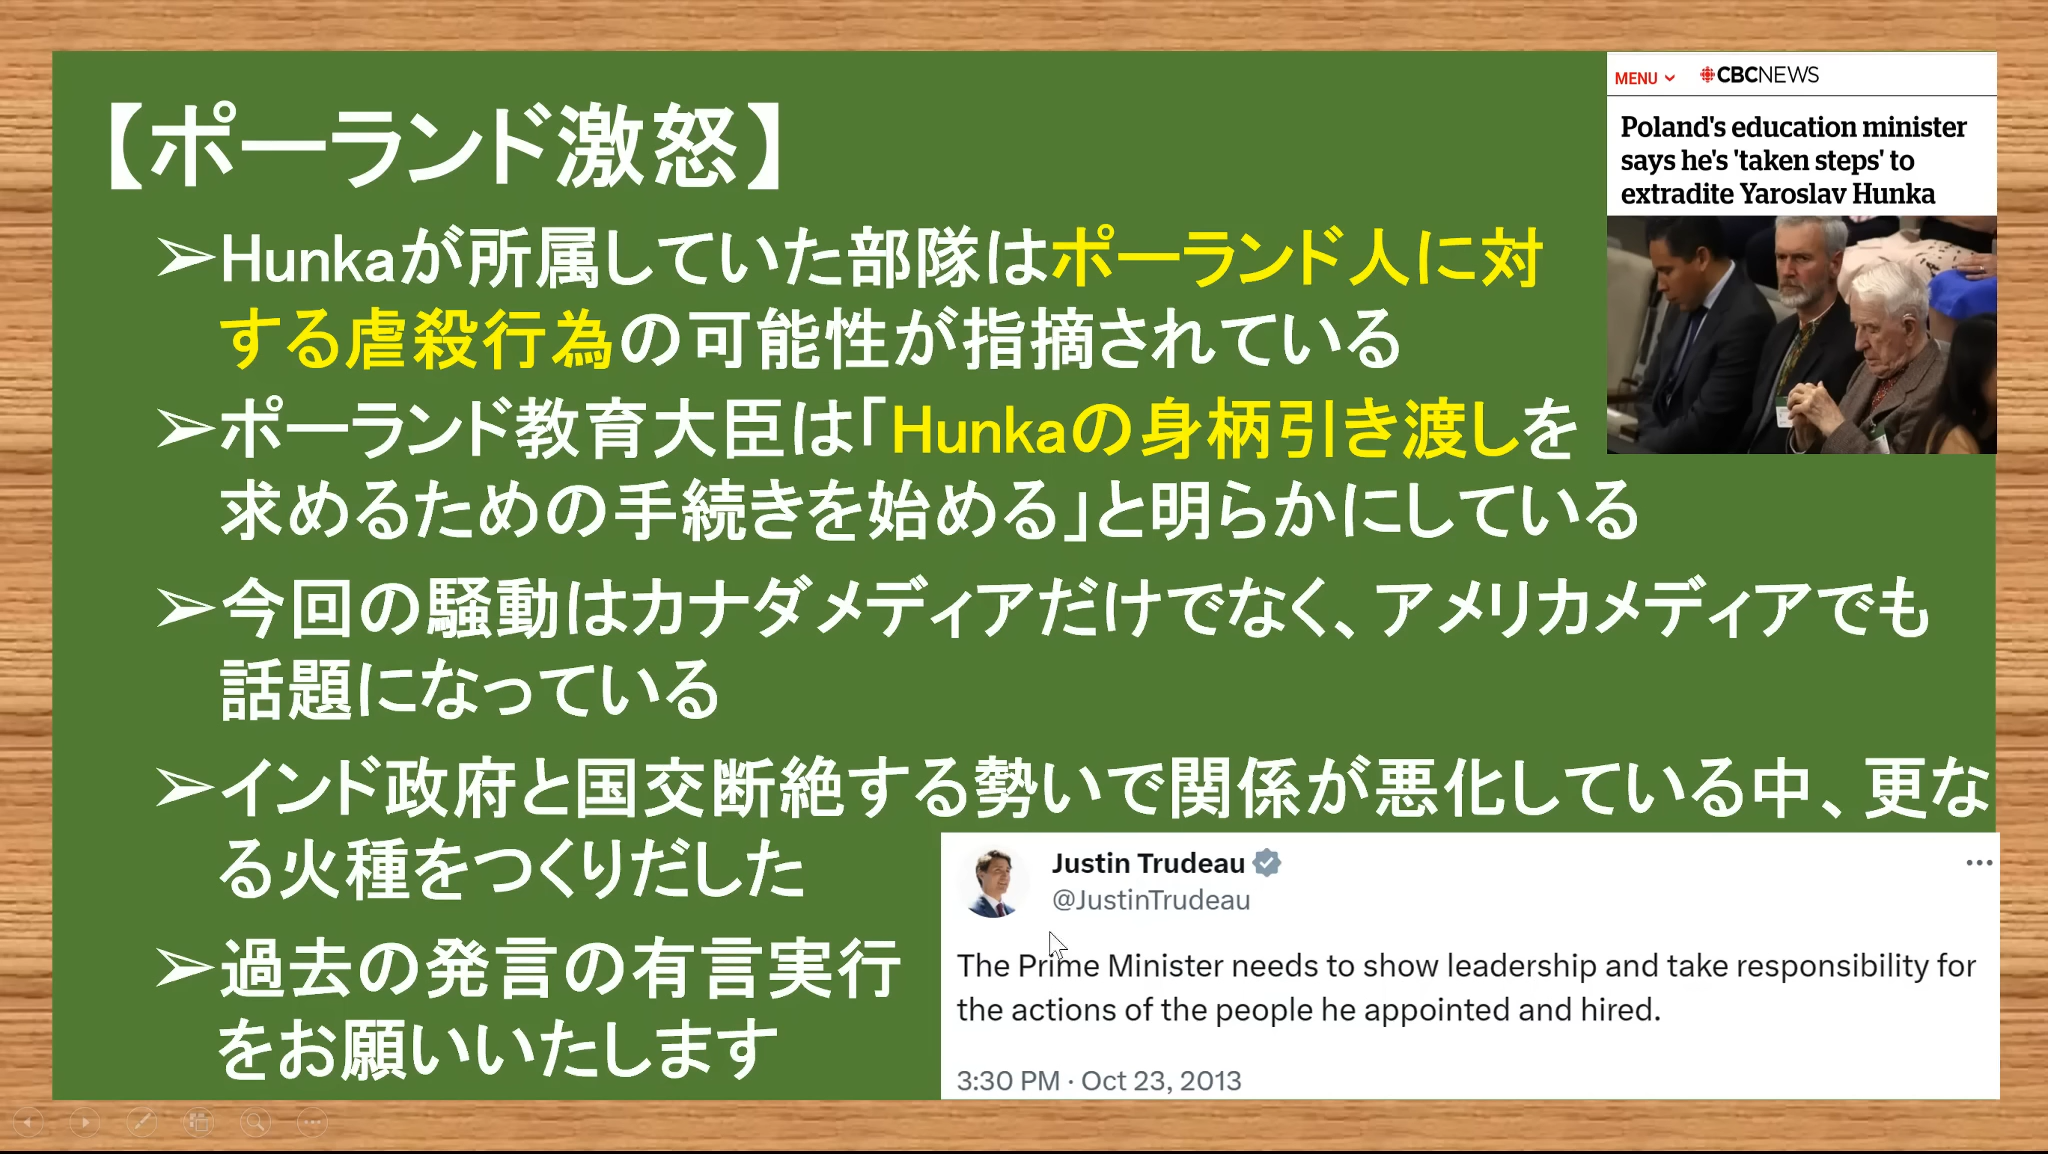 【ポーランド激怒】
➢Hunkaが所属していた部隊はポーランド人に対
する虐殺行為の可能性が指摘されている
➢ポーランド教育大臣は「Hunkaの身柄引き渡しを
求めるための手続きを始める」と明らかにしている
➢今回の騒動はカナダメディアだけでなく、アメリカメディアでも
話題になっている
➢インド政府と国交断絶する勢いで関係が悪化している中、更な
る火種をつくりだした
➢過去の発言の有言実行
をお願いいたします
MENU CBCNEWS
Poland's education minister
says he's 'taken steps' to
extradite Yaroslav Hunka
Justin Trudeau
@JustinTrudeau
The Prime Minister needs to show leadership and take responsibility for
the actions of the people he appointed and hired.
3:30 PM · Oct 23, 2013